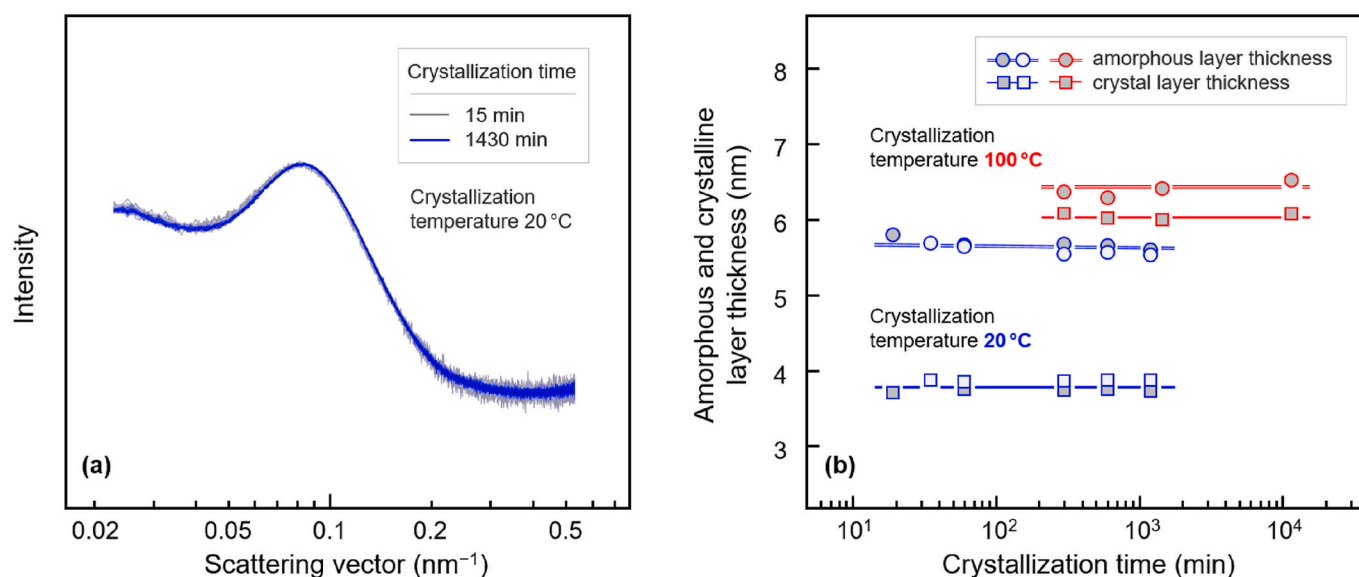 Crystallization time
15 min
1430 min
Crystallization
temperature 20 °C
Intensity
(a)
0.02
0.05
0.1
0.2
0.5
Scattering vector (nm⁻¹)
amorphous layer thickness
crystal layer thickness
Crystallization
temperature 100 °C
Crystallization
temperature 20 °C
Amorphous and crystalline
layer thickness (nm)
8
7
6
5
4
3
(b)
10¹
10²
10³
10⁴
Crystallization time (min)